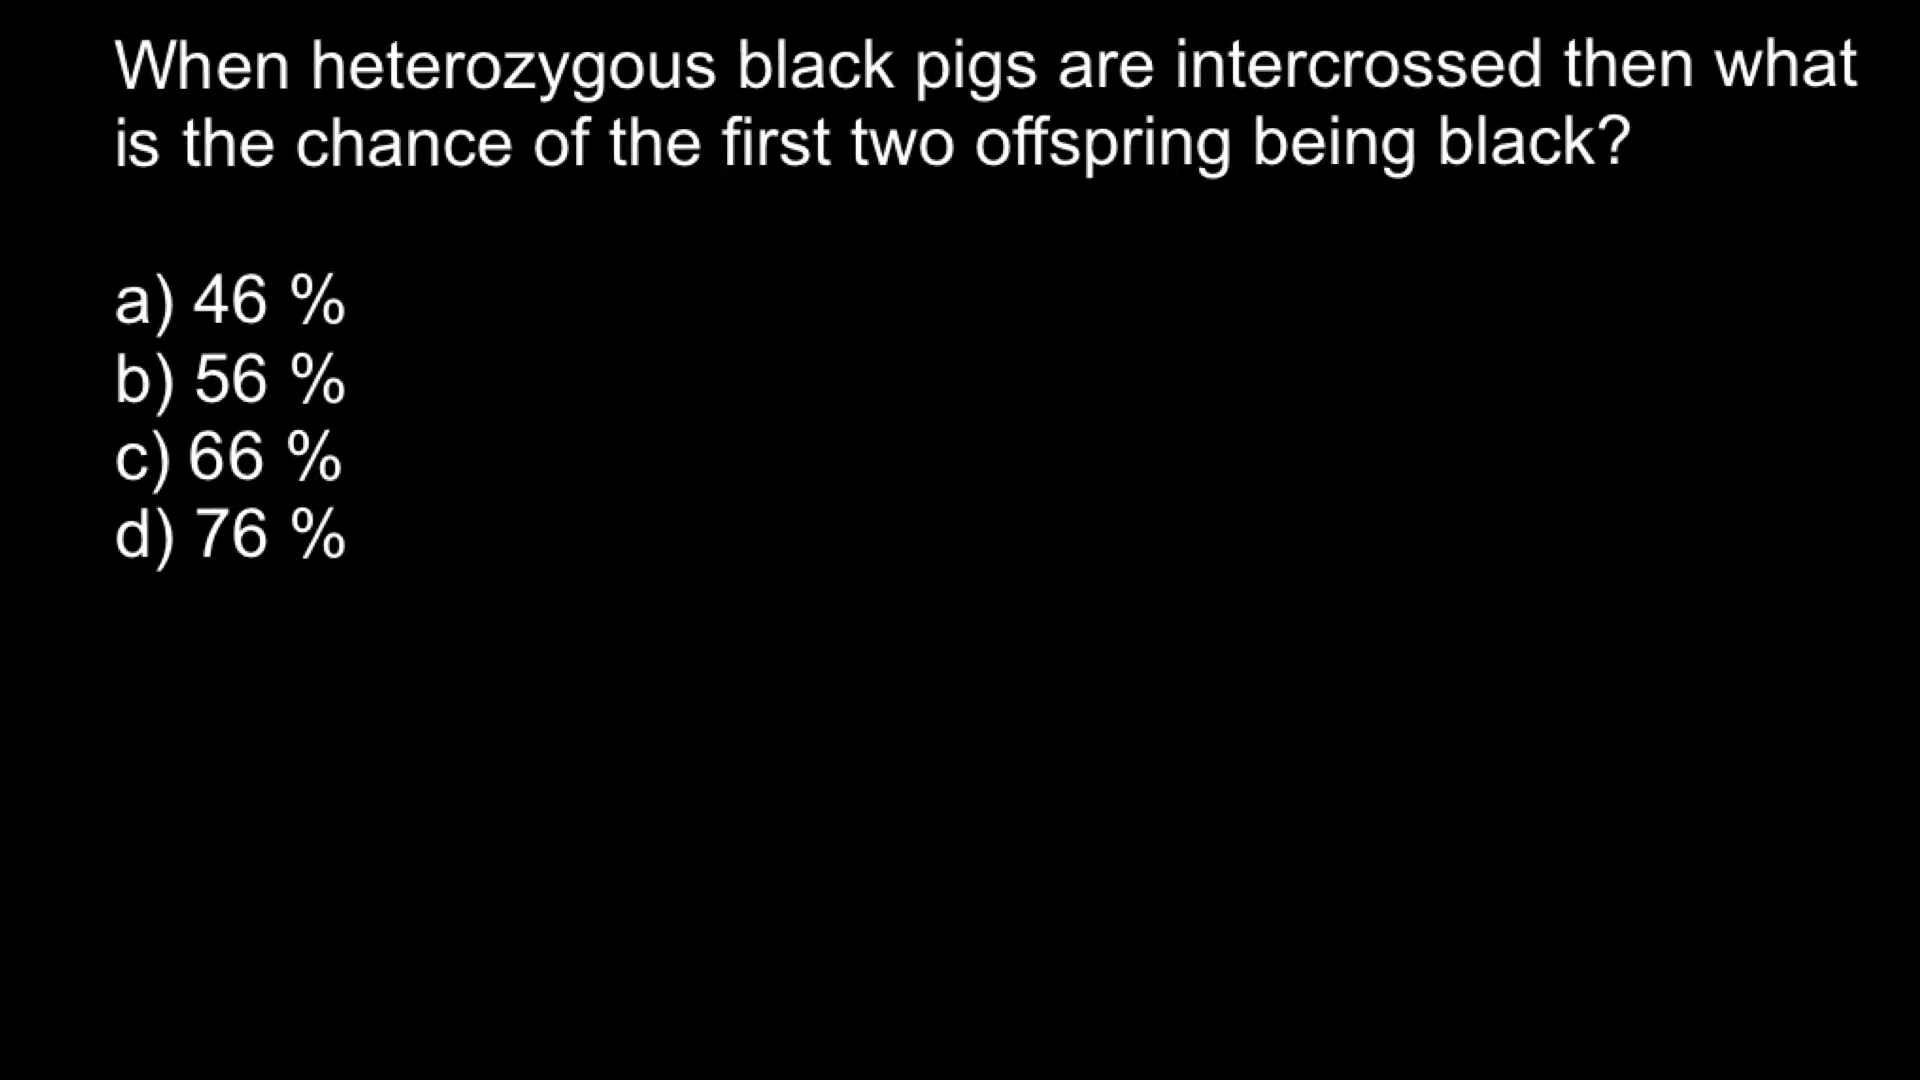 When heterozygous black pigs are intercrossed then what
is the chance of the first two offspring being black?
a) 46 %
b) 56 %
c) 66 %
d) 76 %